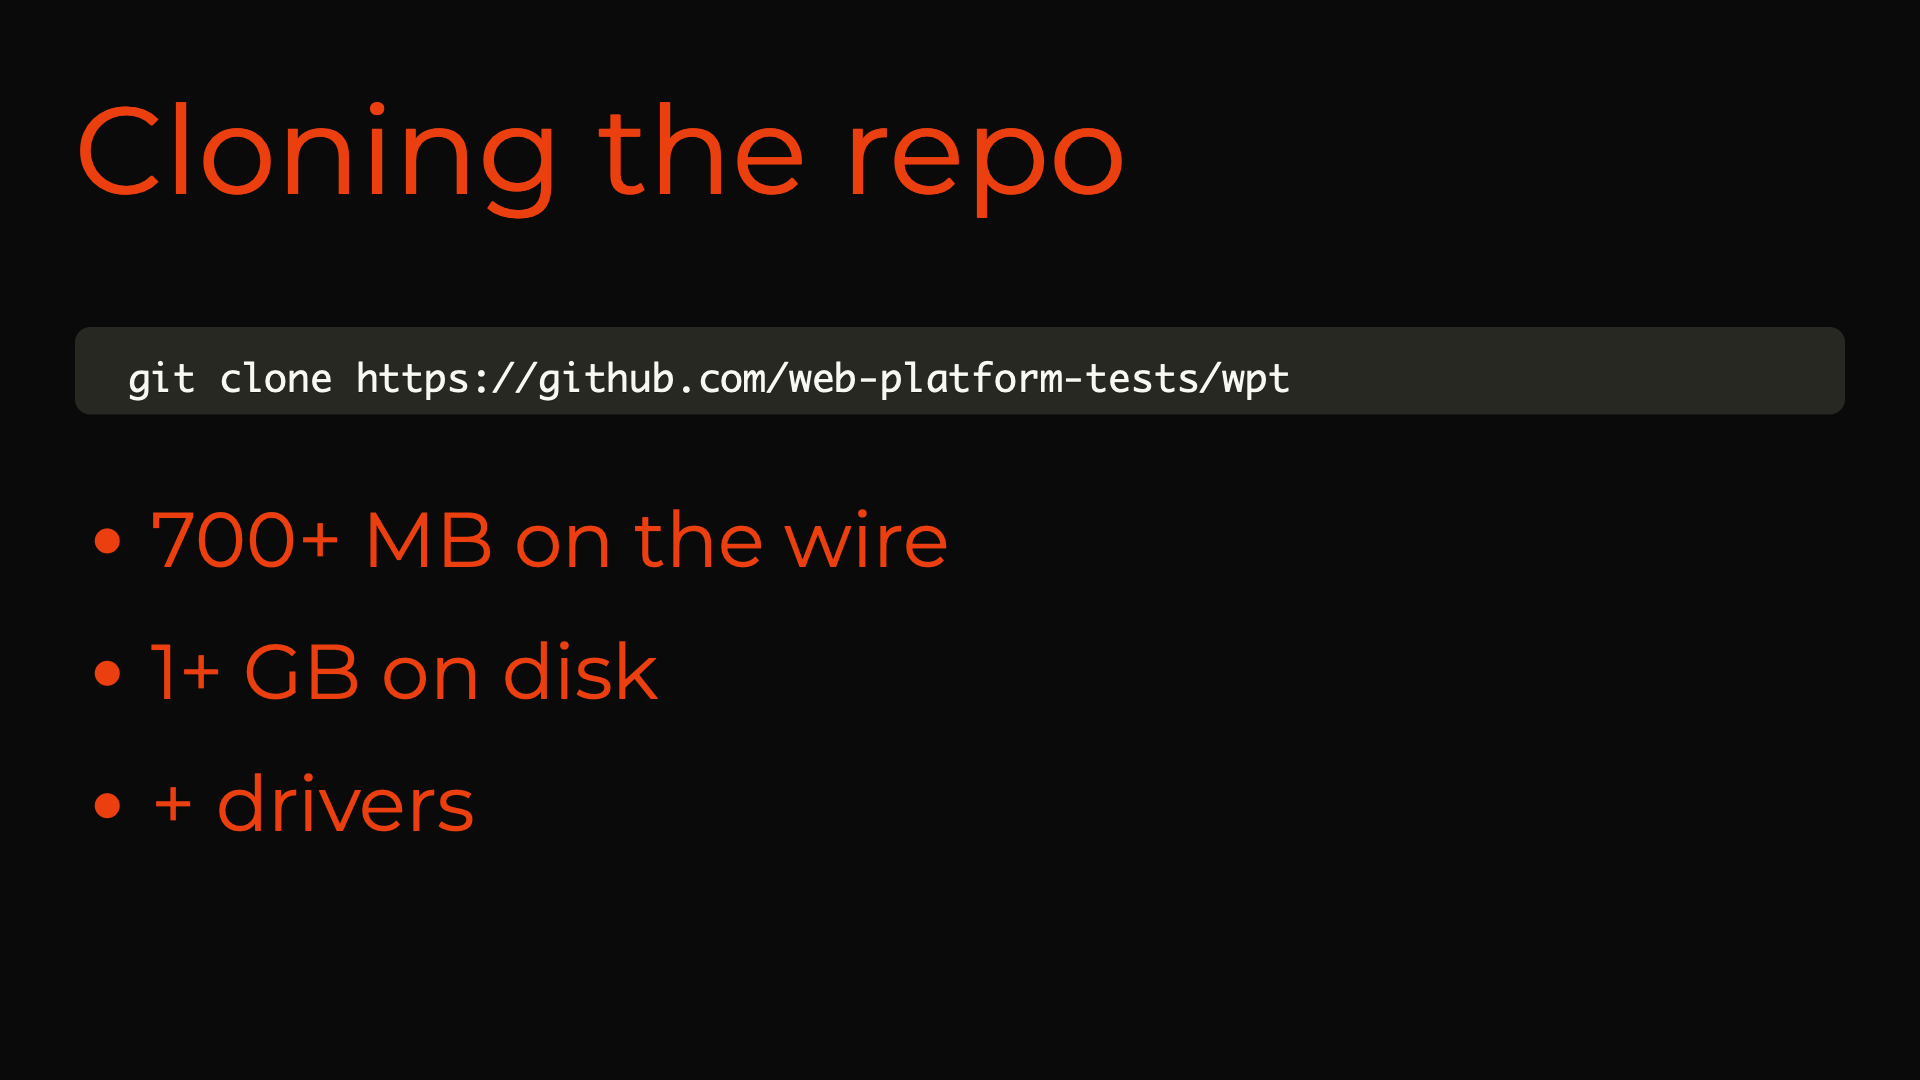 Cloning the repo
git clone https://github.com/web-platform-tests/wpt
• 700+ MB on the wire
• 1+ GB on disk
• + drivers